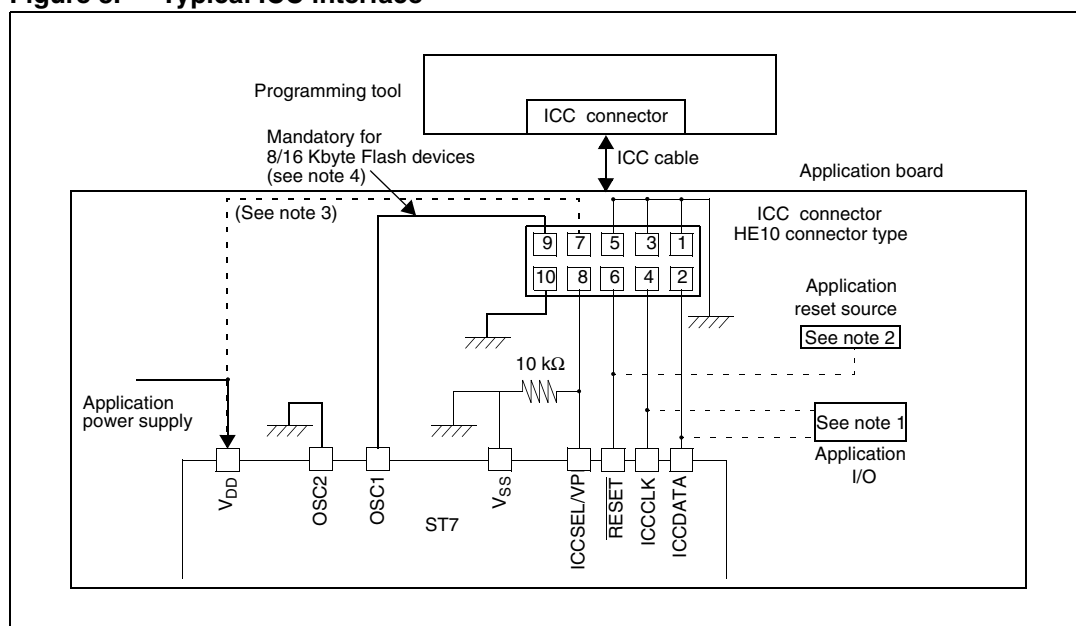 Figure 8. Typical ICC interface
Programming tool
ICC connector
Mandatory for
8/16 Kbyte Flash devices
(see note 4)
ICC cable
Application board
(See note 3)
ICC connector
HE10 connector type
9 7 5 3 1
10 8 6 4 2
Application
reset source
See note 2
10 kΩ
Application
power supply
See note 1
Application
I/O
VDD
OSC2
OSC1
VSS
ICCSEL/VP
RESET
ICCCLK
ICCDATA
ST7